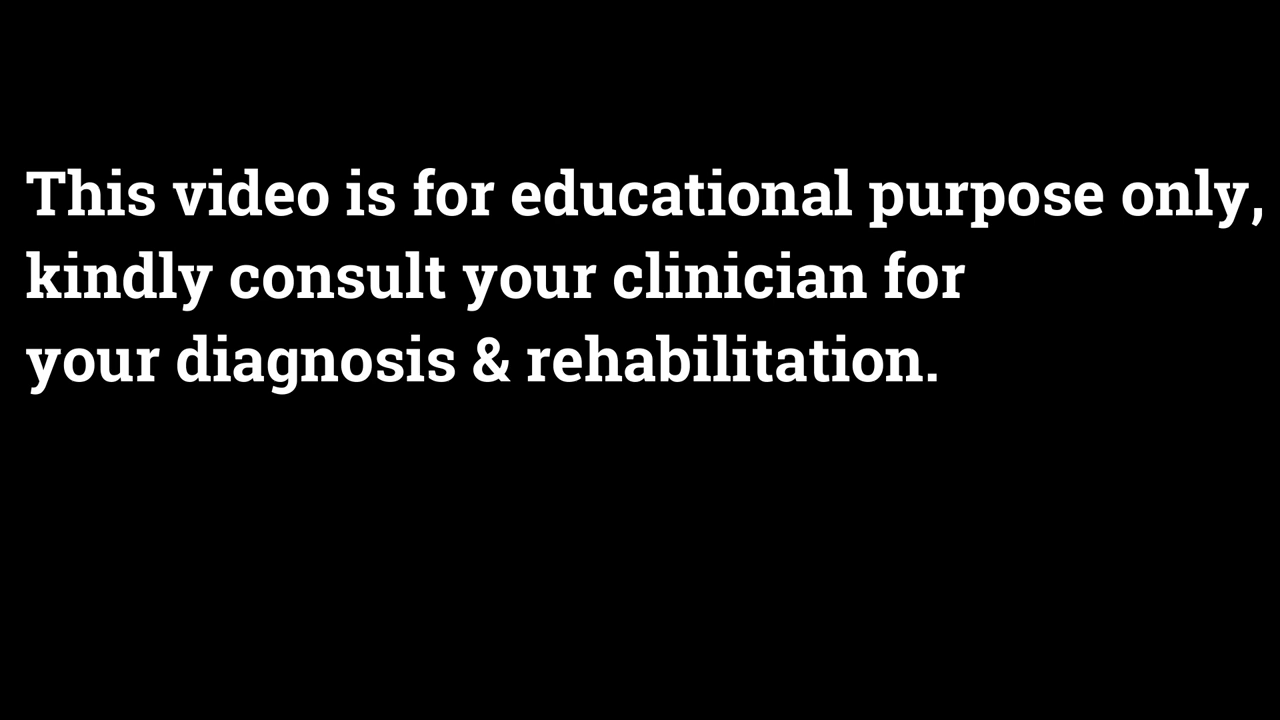 This video is for educational purpose only,
kindly consult your clinician for
your diagnosis & rehabilitation.